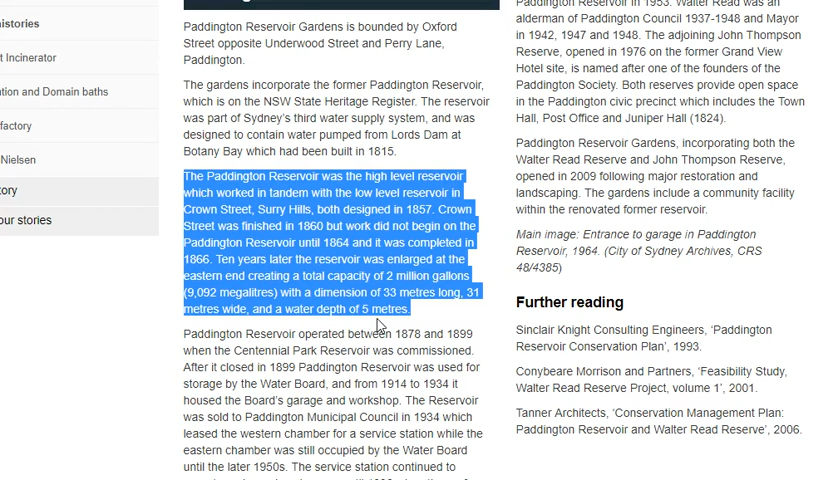 histories
t Incinerator
tion and Domain baths
factory
Nielsen
tory
our stories
Paddington Reservoir Gardens is bounded by Oxford
Street opposite Underwood Street and Perry Lane,
Paddington.
The gardens incorporate the former Paddington Reservoir,
which is on the NSW State Heritage Register. The reservoir
was part of Sydney's third water supply system, and was
designed to contain water pumped from Lords Dam at
Botany Bay which had been built in 1815.
The Paddington Reservoir was the high level reservoir
which worked in tandem with the low level reservoir in
Crown Street, Surry Hills, both designed in 1857. Crown
Street was finished in 1860 but work did not begin on the
Paddington Reservoir until 1864 and it was completed in
1866. Ten years later the reservoir was enlarged at the
eastern end creating a total capacity of 2 million gallons
(9,092 megalitres) with a dimension of 33 metres long, 31
metres wide, and a water depth of 5 metres.
Paddington Reservoir operated between 1878 and 1899
when the Centennial Park Reservoir was commissioned.
After it closed in 1899 Paddington Reservoir was used for
storage by the Water Board, and from 1914 to 1934 it
housed the Board's garage and workshop. The Reservoir
was sold to Paddington Municipal Council in 1934 which
leased the western chamber for a service station while the
eastern chamber was still occupied by the Water Board
until the later 1950s. The service station continued to
Paddington Reservoir in 1953. Walter Read was an
alderman of Paddington Council 1937-1948 and Mayor
in 1942, 1947 and 1948. The adjoining John Thompson
Reserve, opened in 1976 on the former Grand View
Hotel site, is named after one of the founders of the
Paddington Society. Both reserves provide open space
in the Paddington civic precinct which includes the Town
Hall, Post Office and Juniper Hall (1824).
Paddington Reservoir Gardens, incorporating both the
Walter Read Reserve and John Thompson Reserve,
opened in 2009 following major restoration and
landscaping. The gardens include a community facility
within the renovated former reservoir.
Main image: Entrance to garage in Paddington
Reservoir, 1964. (City of Sydney Archives, CRS
48/4385)
Further reading
Sinclair Knight Consulting Engineers, 'Paddington
Reservoir Conservation Plan', 1993.
Conybeare Morrison and Partners, 'Feasibility Study,
Walter Read Reserve Project, volume 1', 2001.
Tanner Architects, 'Conservation Management Plan:
Paddington Reservoir and Walter Read Reserve', 2006.